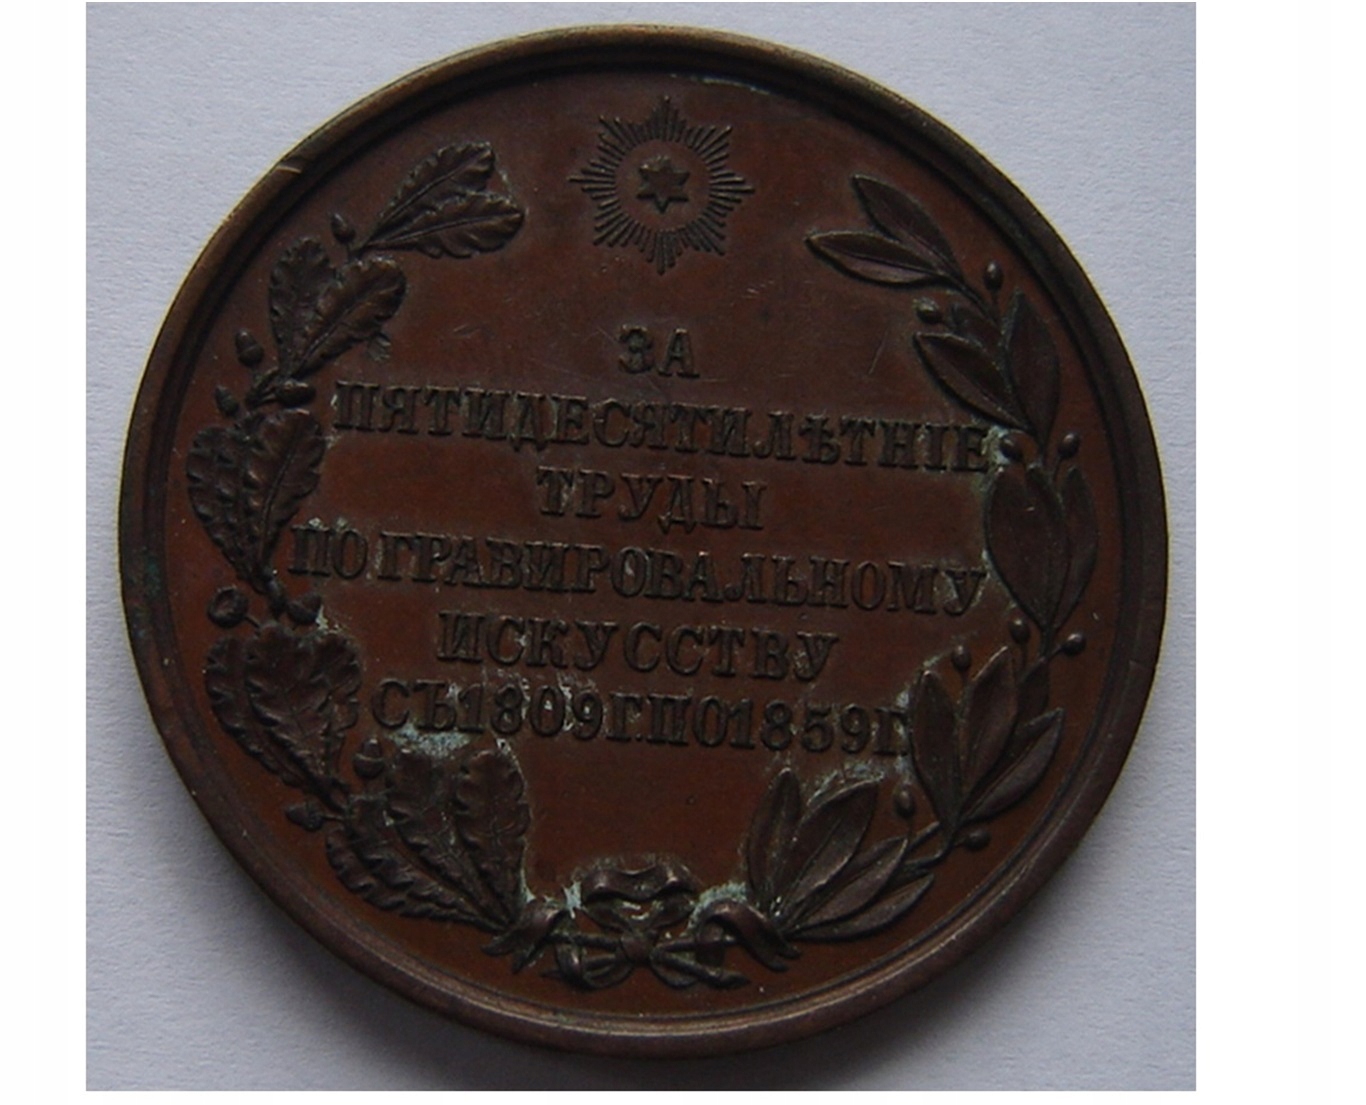 ЗА
ПЯТИДЕСЯТИЛѢТНІЕ
ТРУДЫ
ПО ГРАВИРОВАЛЬНОМУ
ИСКУССТВУ
СЪ 1809 Г. ПО 1859 Г.